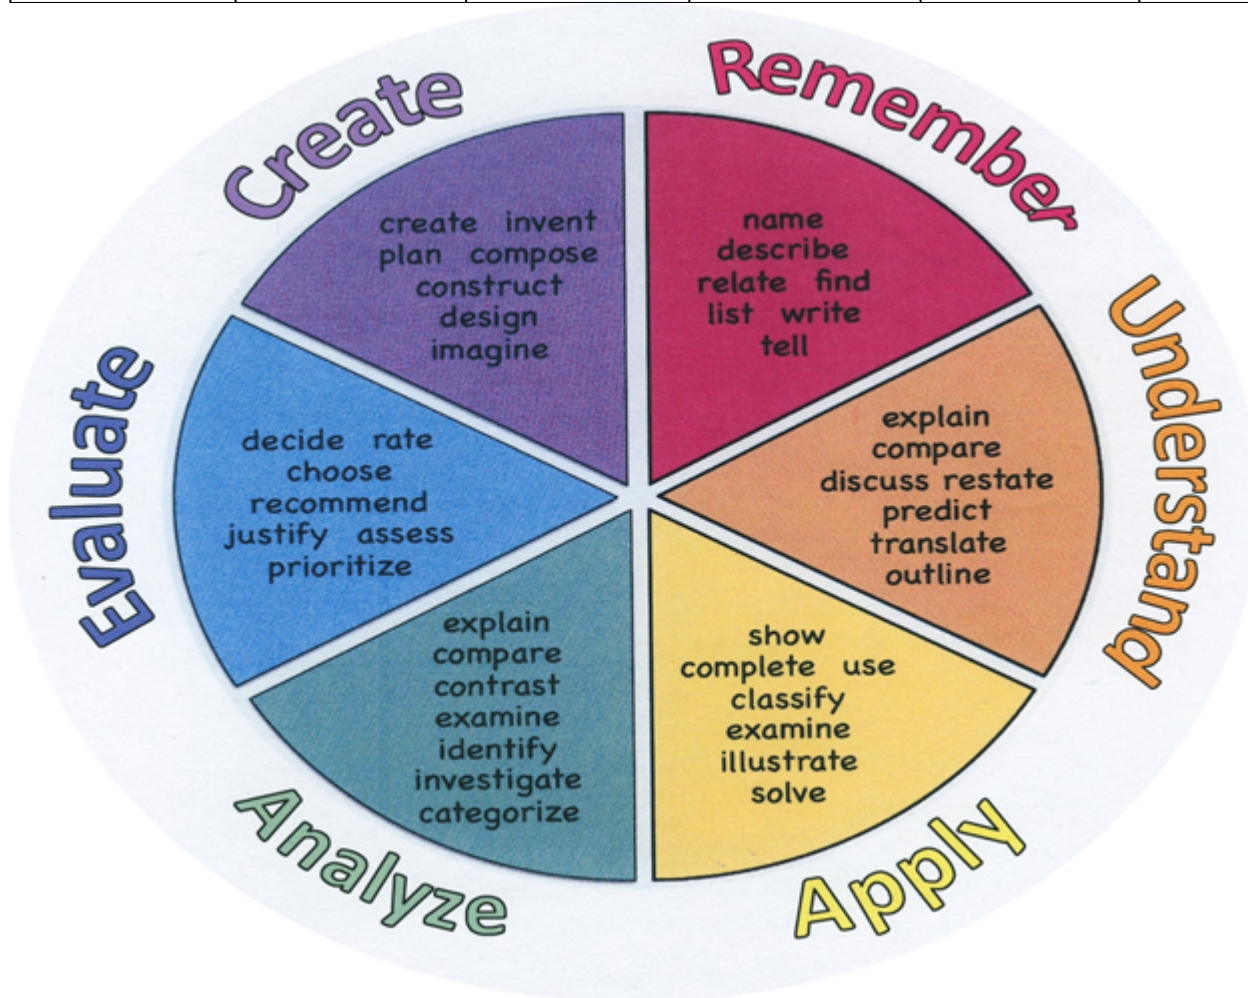 Remember
name
describe
relate find
list write
tell
Understand
explain
compare
discuss restate
predict
translate
outline
Apply
show
complete use
classify
examine
illustrate
solve
Analyze
explain
compare
contrast
examine
identify
investigate
categorize
Evaluate
decide rate
choose
recommend
justify assess
prioritize
Create
create invent
plan compose
construct
design
imagine